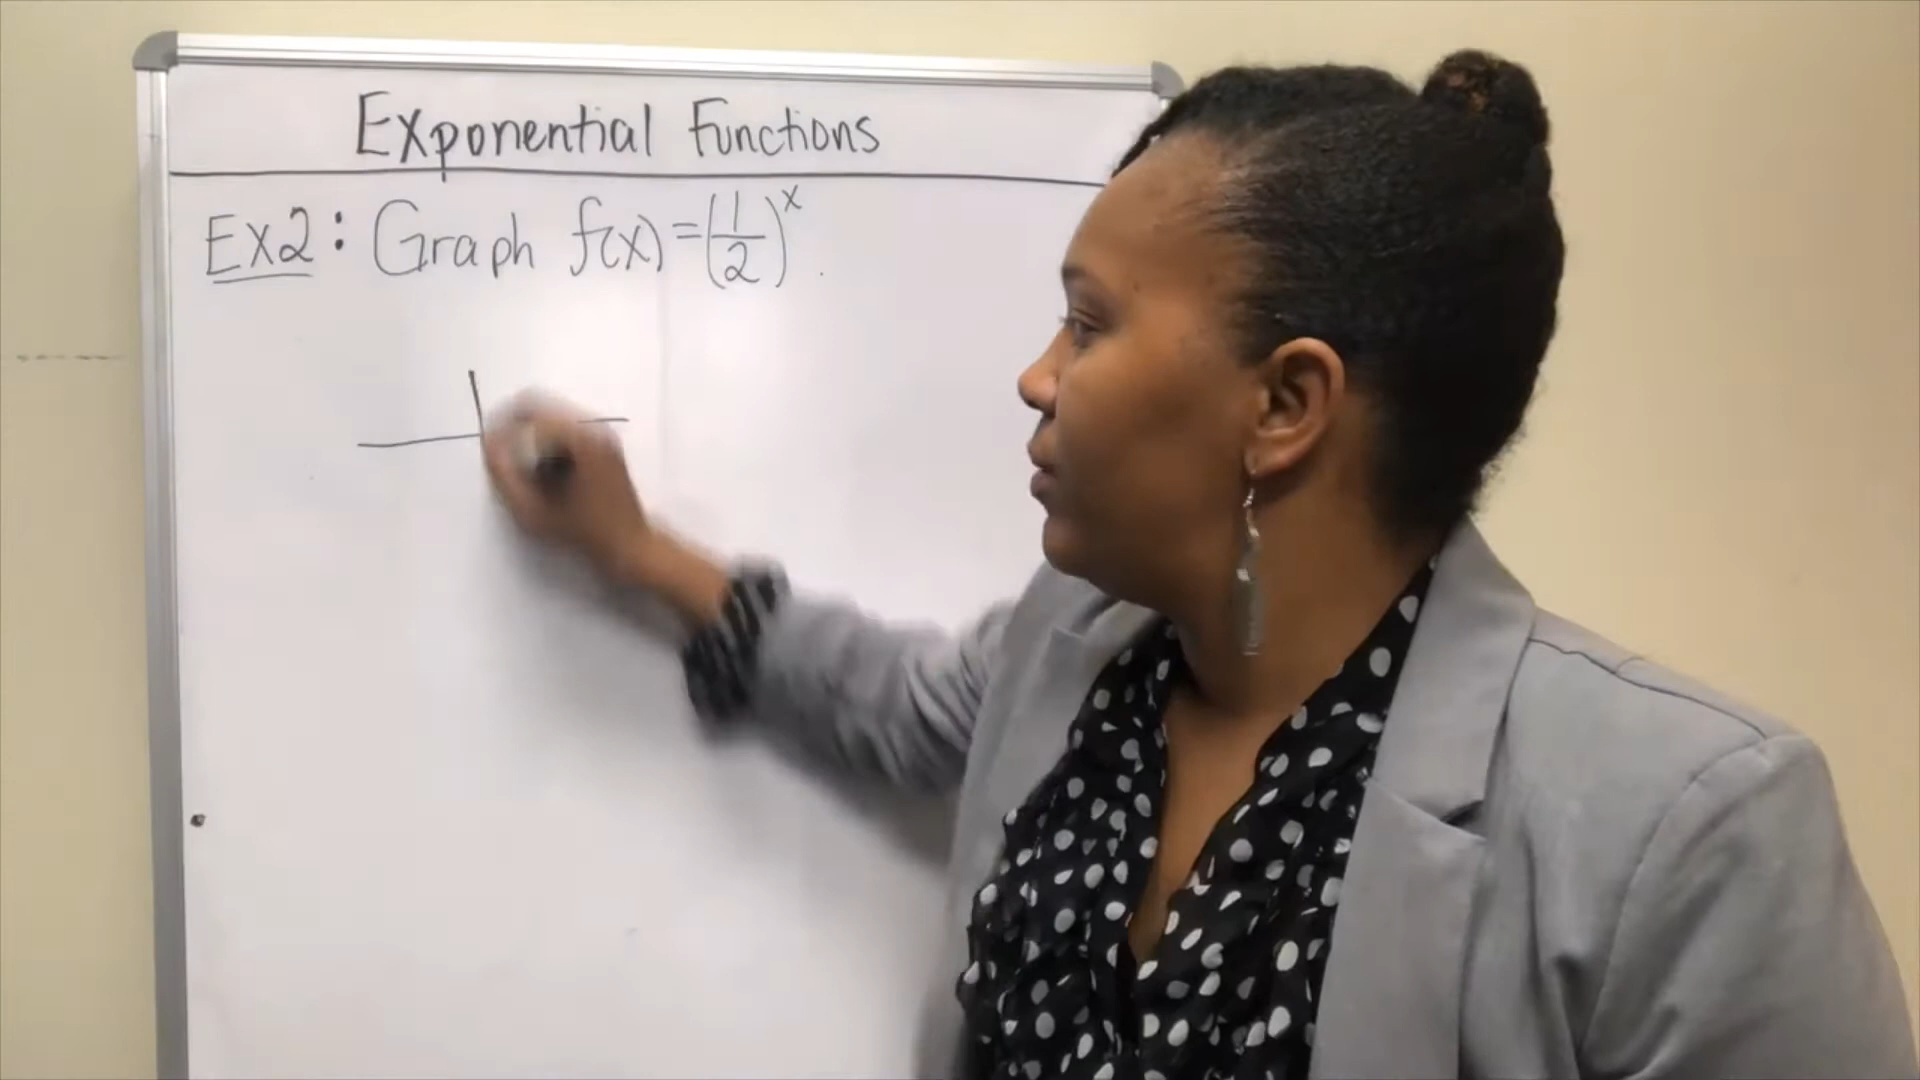 Exponential Functions
Ex2: Graph f(x)=(1/2)^x.